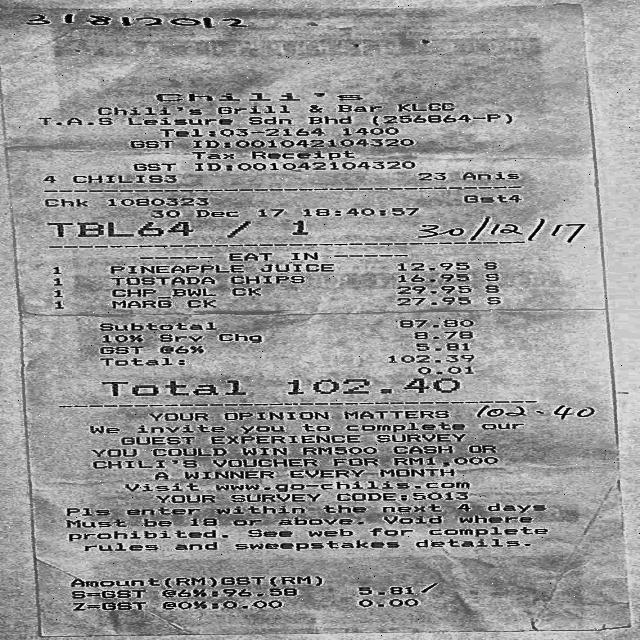 31812012
Chili's
Chili's Grill & Bar KLCC
T.A.S Leisure Sdn Bhd (256864-P)
Tel:03-2164 1400
GST ID:001042104320
Tax Receipt
GST ID:001042104320
4 CHILIS3 23 Anis
Chk 1080323 Gst4
30 Dec 17 18:40:57
TBL64 / 1 30/12/17
------ EAT IN ------
1 PINEAPPLE JUICE 12.95 S
1 TOSTADA CHIPS 16.95 S
1 CHP BWL CK 29.95 S
1 MARG CK 27.95 S
Subtotal 87.80
10% Srv Chg 8.78
GST @6% 5.81
Total: 102.39
0.01
Total 102.40
YOUR OPINION MATTERS 102.40
We invite you to complete our
GUEST EXPERIENCE SURVEY
YOU COULD WIN RM500 CASH OR
CHILI'S VOUCHER FOR RM1,000
A WINNER EVERY MONTH
Visit www.go-chilis.com
YOUR SURVEY CODE:5013
Pls enter within the next 4 days
Must be 18 or above. Void where
prohibited. See web for complete
rules and sweepstakes details.
Amount(RM)GST(RM)
S=GST @6%:96.58 5.81
Z=GST @0%:0.00 0.00